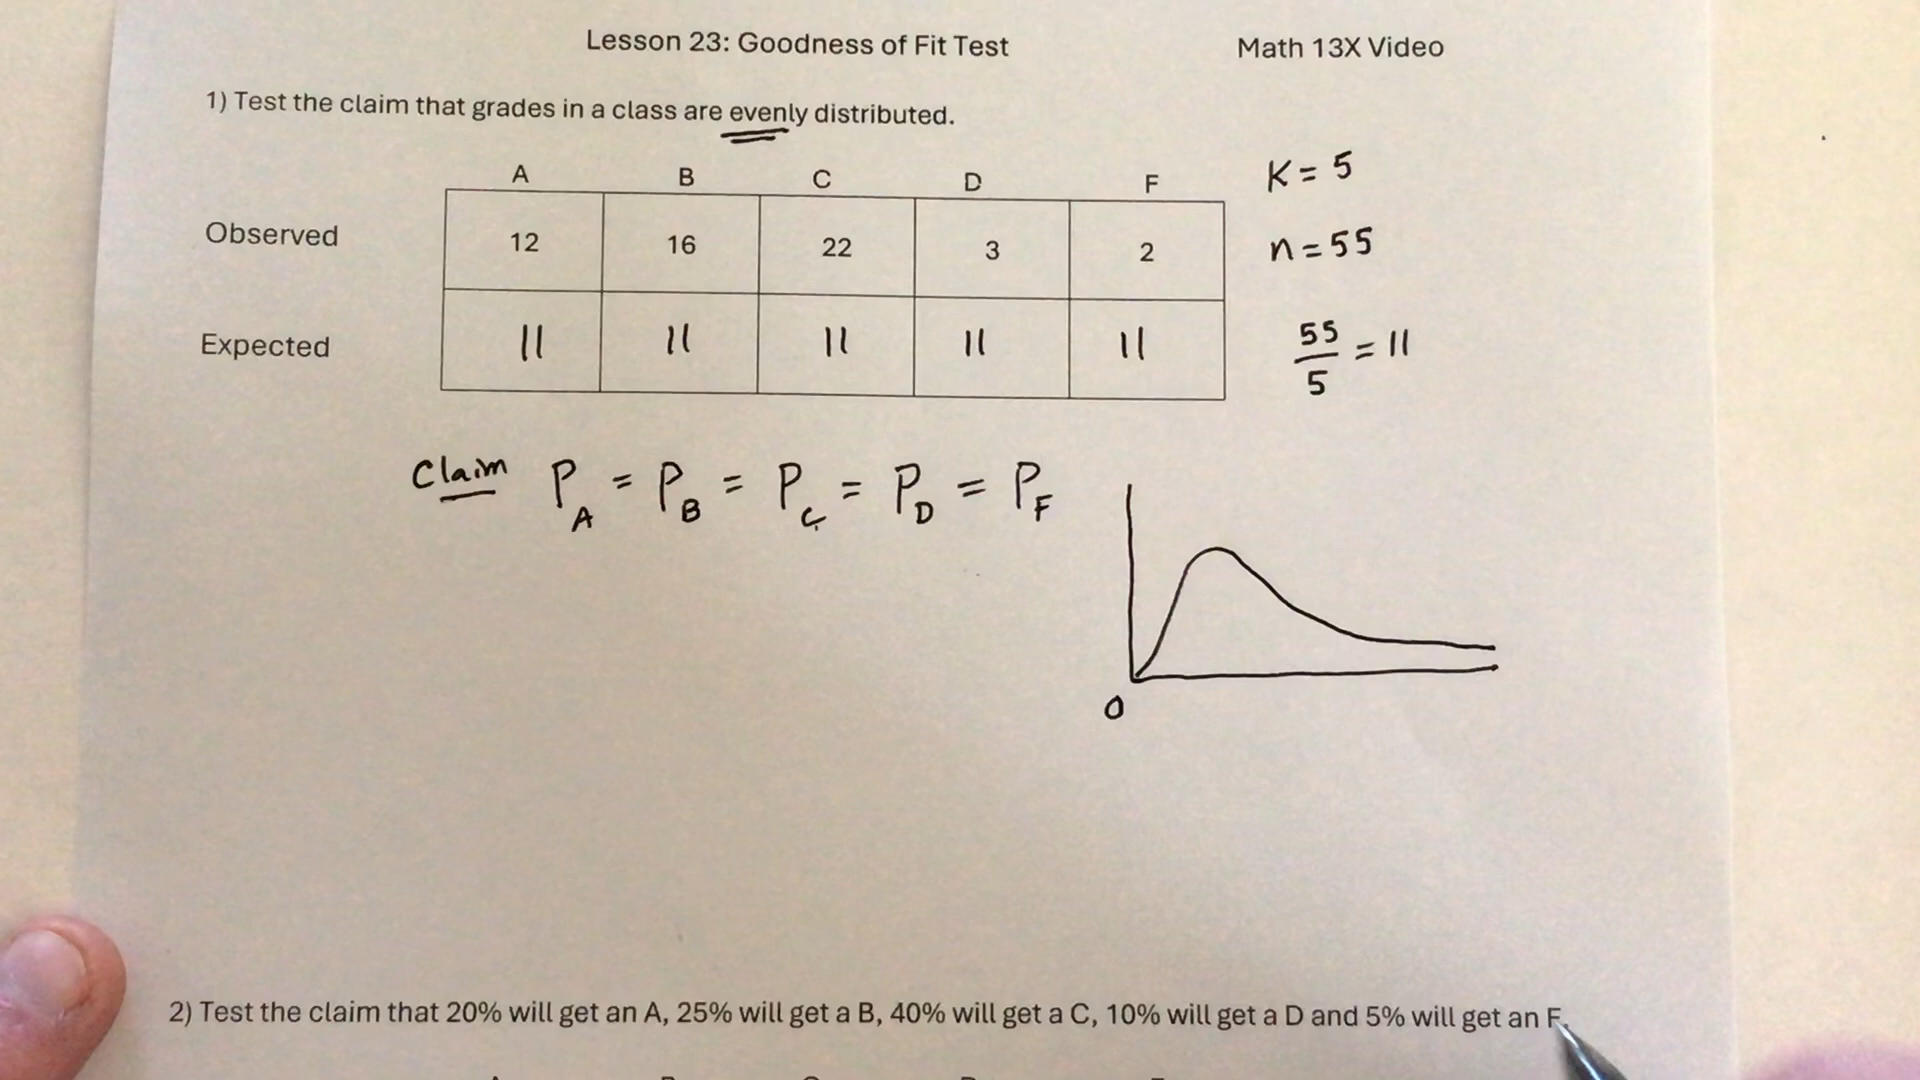 Lesson 23: Goodness of Fit Test Math 13X Video
1) Test the claim that grades in a class are evenly distributed.
A B C D F
Observed 12 16 22 3 2
Expected 11 11 11 11 11
K = 5
n = 55
55/5 = 11
Claim P_A = P_B = P_C = P_D = P_F
0
2) Test the claim that 20% will get an A, 25% will get a B, 40% will get a C, 10% will get a D and 5% will get an F.